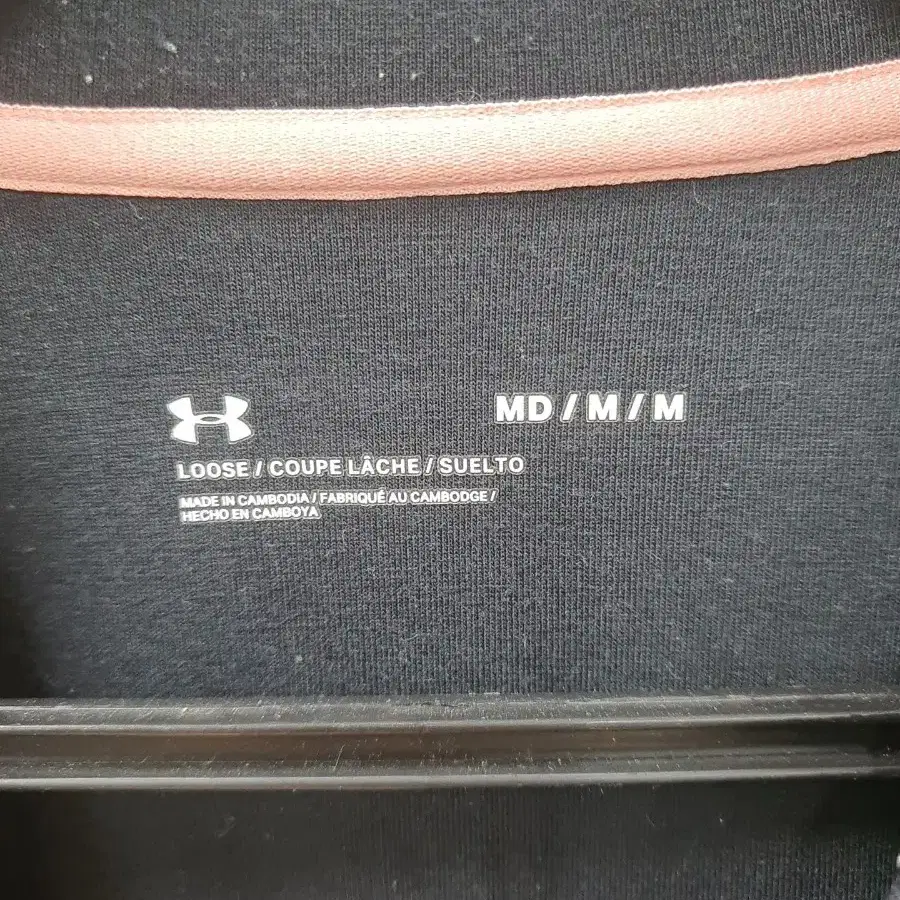 MD / M / M
LOOSE / COUPE LÂCHE / SUELTO
MADE IN CAMBODIA / FABRIQUÉ AU CAMBODGE /
HECHO EN CAMBOYA